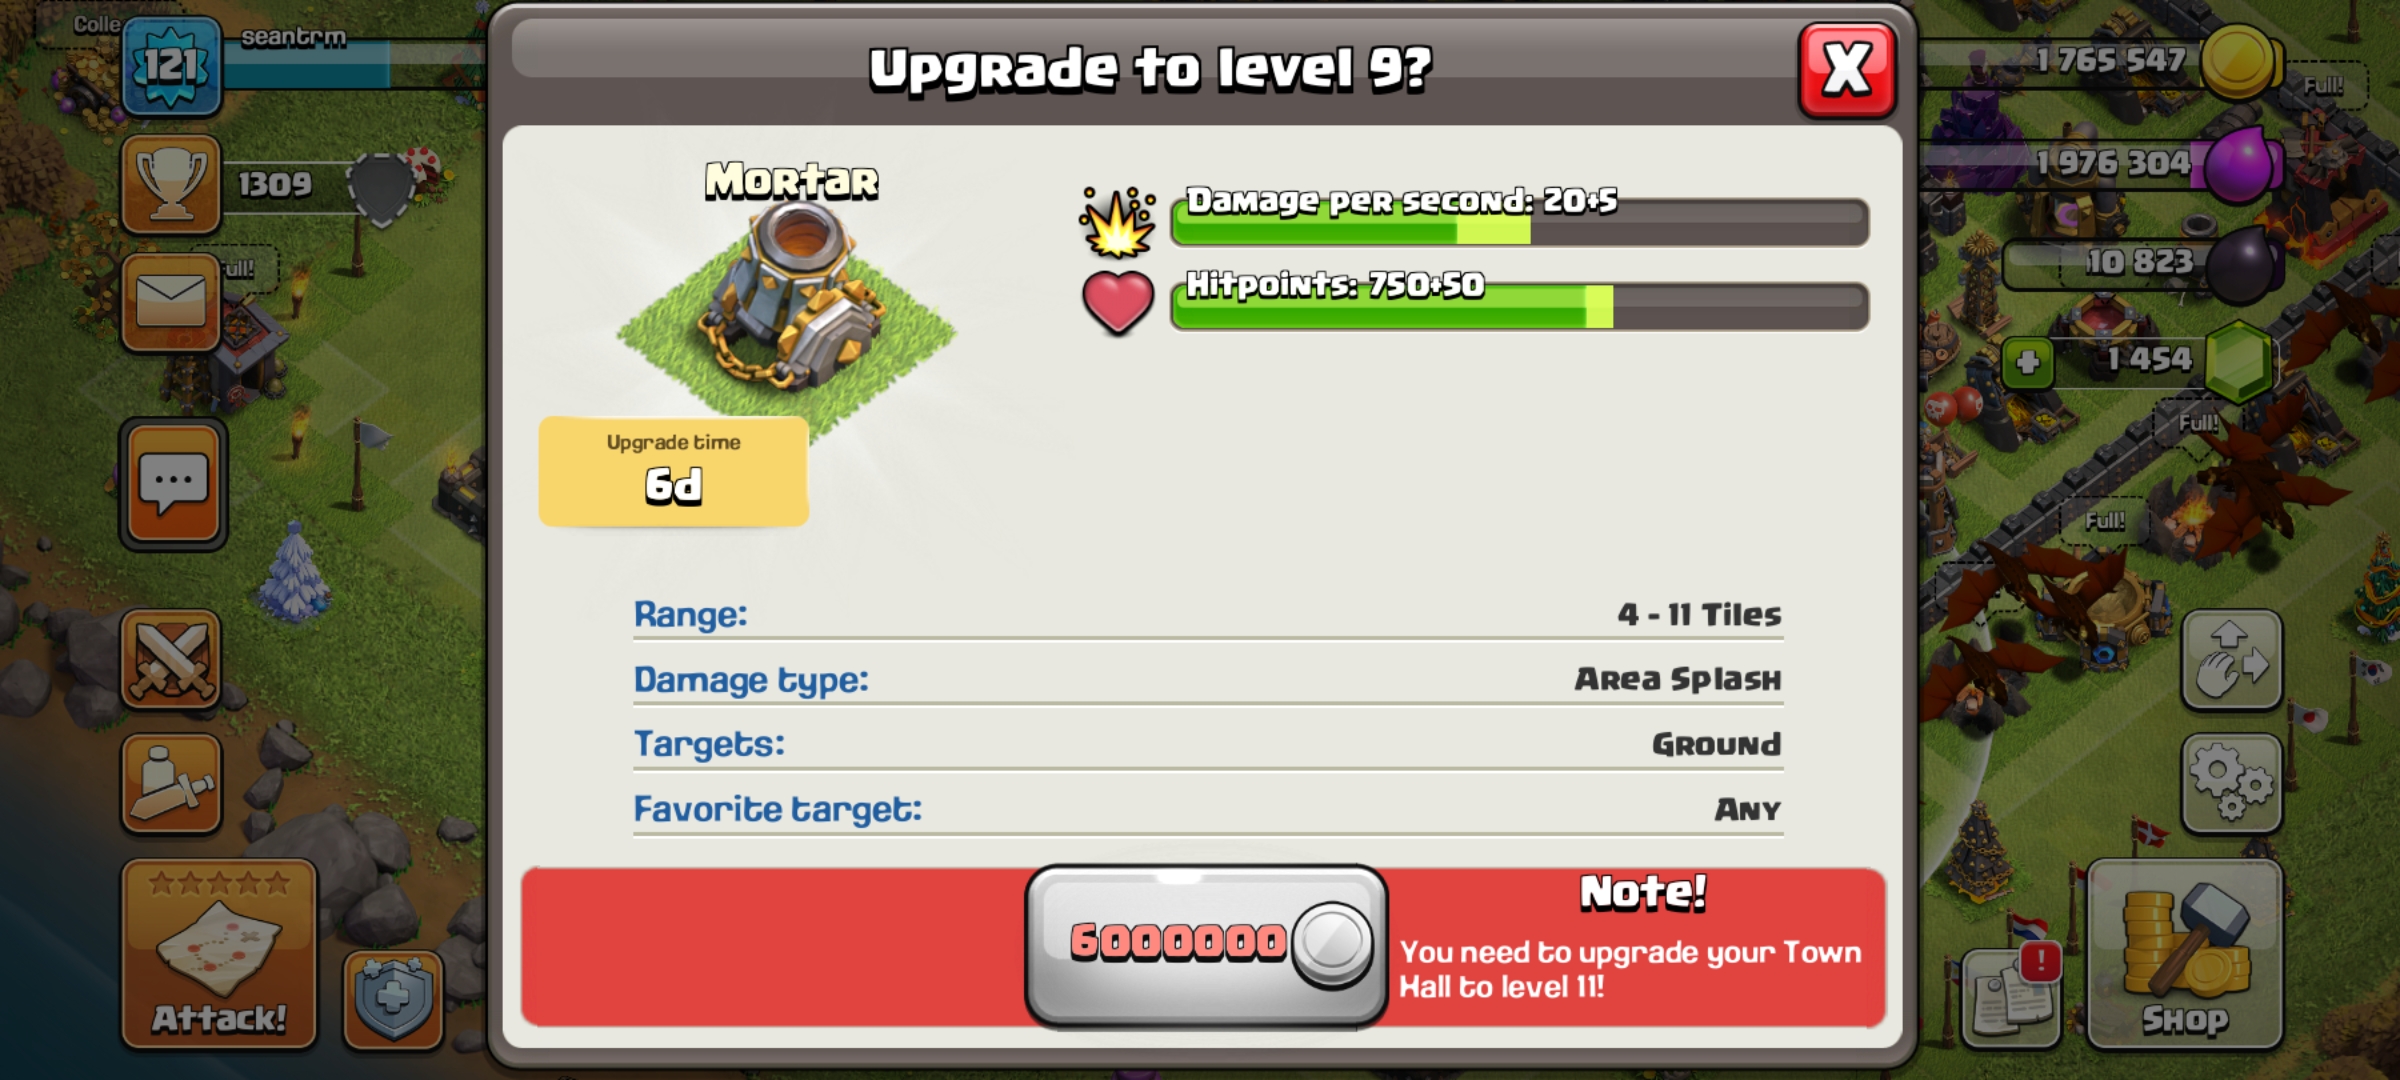 Colle
121
seantrm
Upgrade to level 9?
X
1 765 547
Full!
1309
Mortar
Damage per second: 20+5
1 976 304
ull!
Hitpoints: 750+50
10 823
1 454
Full!
Upgrade time
6d
Full!
Range: 4 - 11 Tiles
Damage type: Area Splash
Targets: Ground
Favorite target: Any
Note!
6000000
You need to upgrade your Town
Hall to level 11!
!
Attack!
Shop